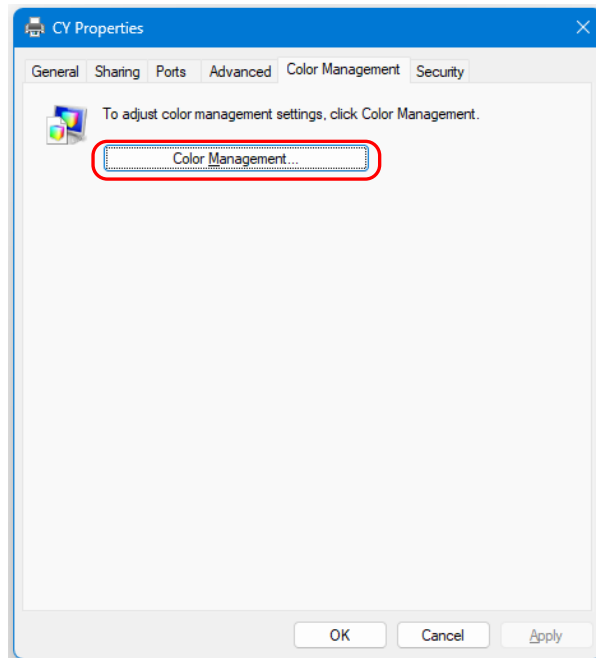 CY Properties
General Sharing Ports Advanced Color Management Security
To adjust color management settings, click Color Management.
Color Management...
OK Cancel Apply